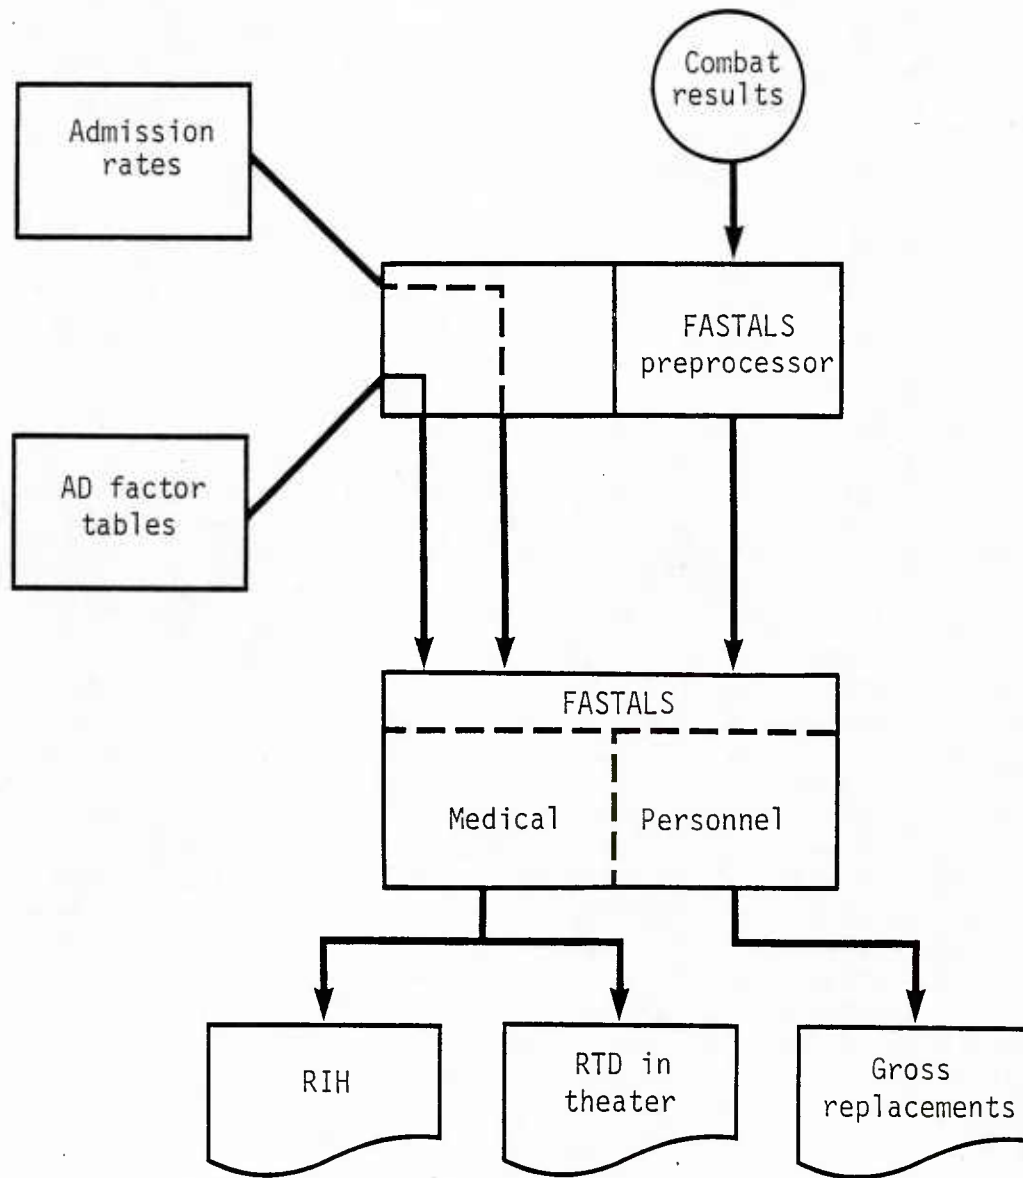 Combat
results
Admission
rates
FASTALS
preprocessor
AD factor
tables
FASTALS
Medical
Personnel
RIH
RTD in
theater
Gross
replacements